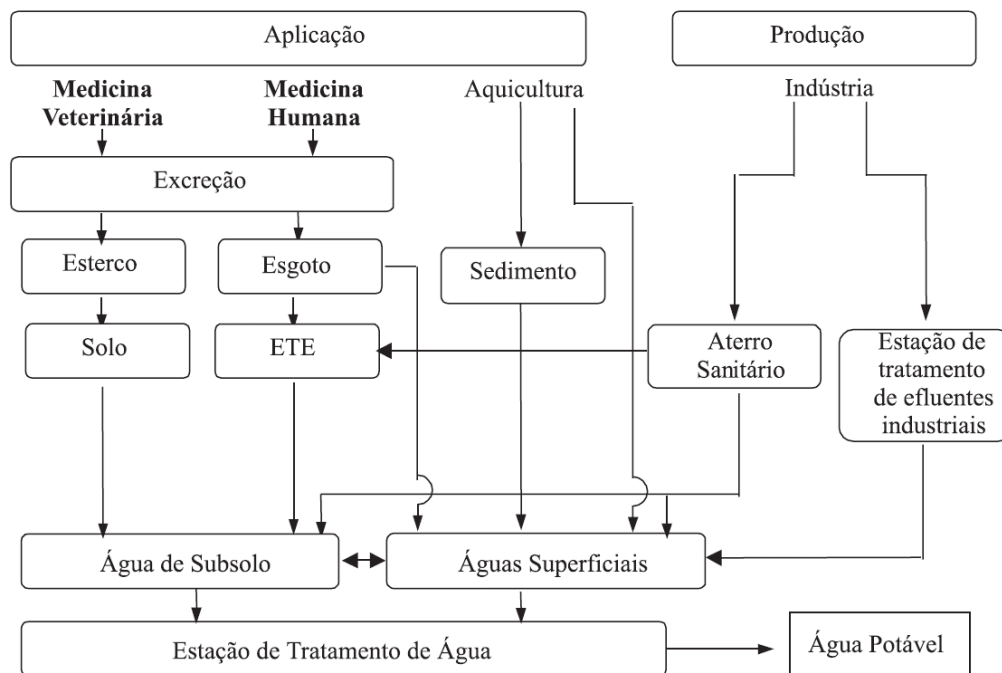 Aplicação
Produção
Medicina
Veterinária
Medicina
Humana
Aquicultura
Indústria
Excreção
Esterco
Esgoto
Sedimento
Solo
ETE
Aterro
Sanitário
Estação de
tratamento
de efluentes
industriais
Água de Subsolo
Águas Superficiais
Estação de Tratamento de Água
Água Potável